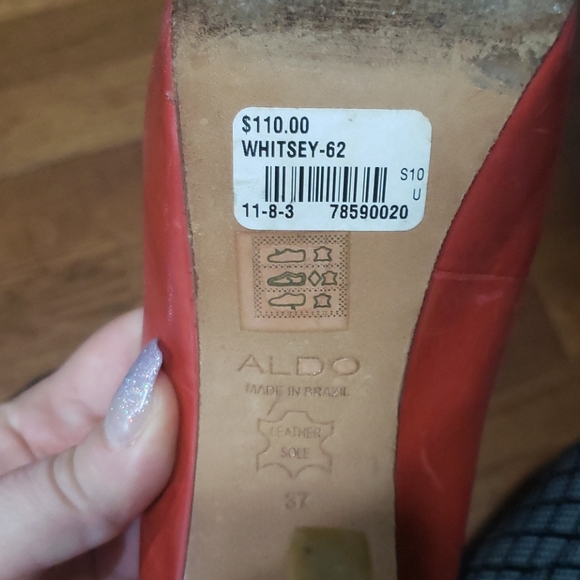 $110.00
WHITSEY-62
S10
U
11-8-3 78590020
ALDO
MADE IN BRAZIL
LEATHER
SOLE
37